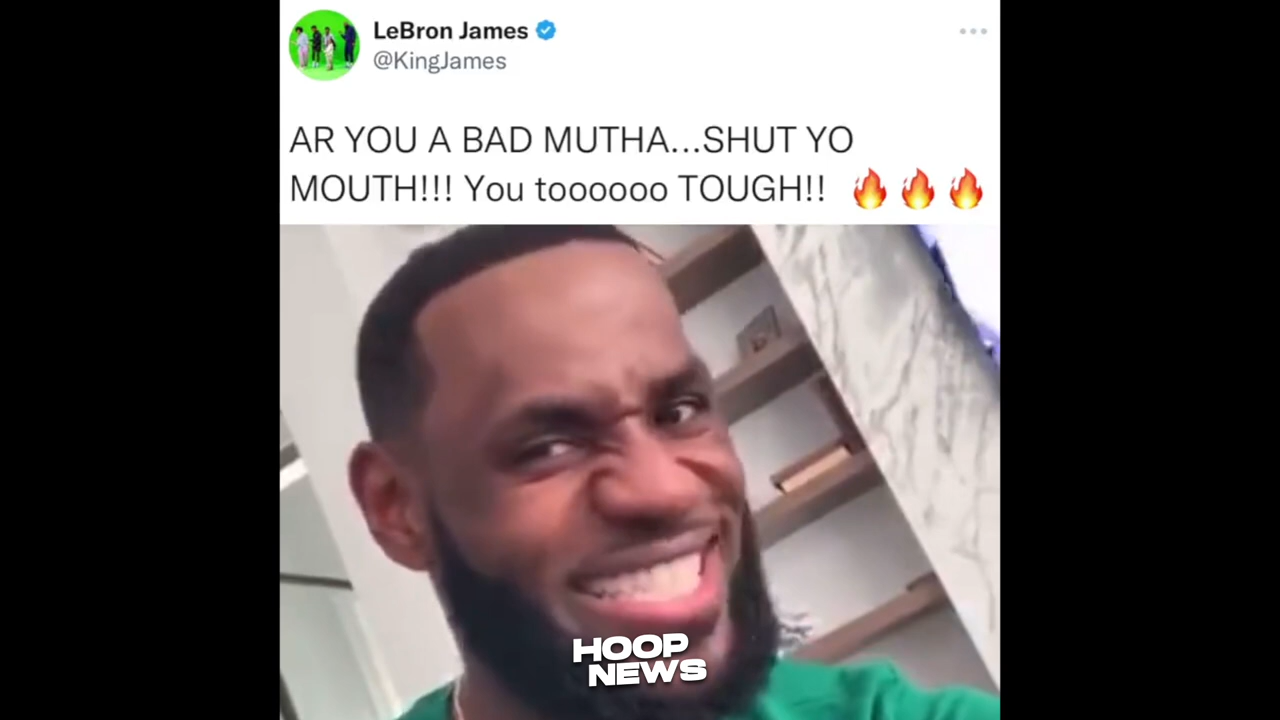 LeBron James
@KingJames
AR YOU A BAD MUTHA...SHUT YO
MOUTH!!! You toooooo TOUGH!! 🔥🔥🔥
HOOP
NEWS